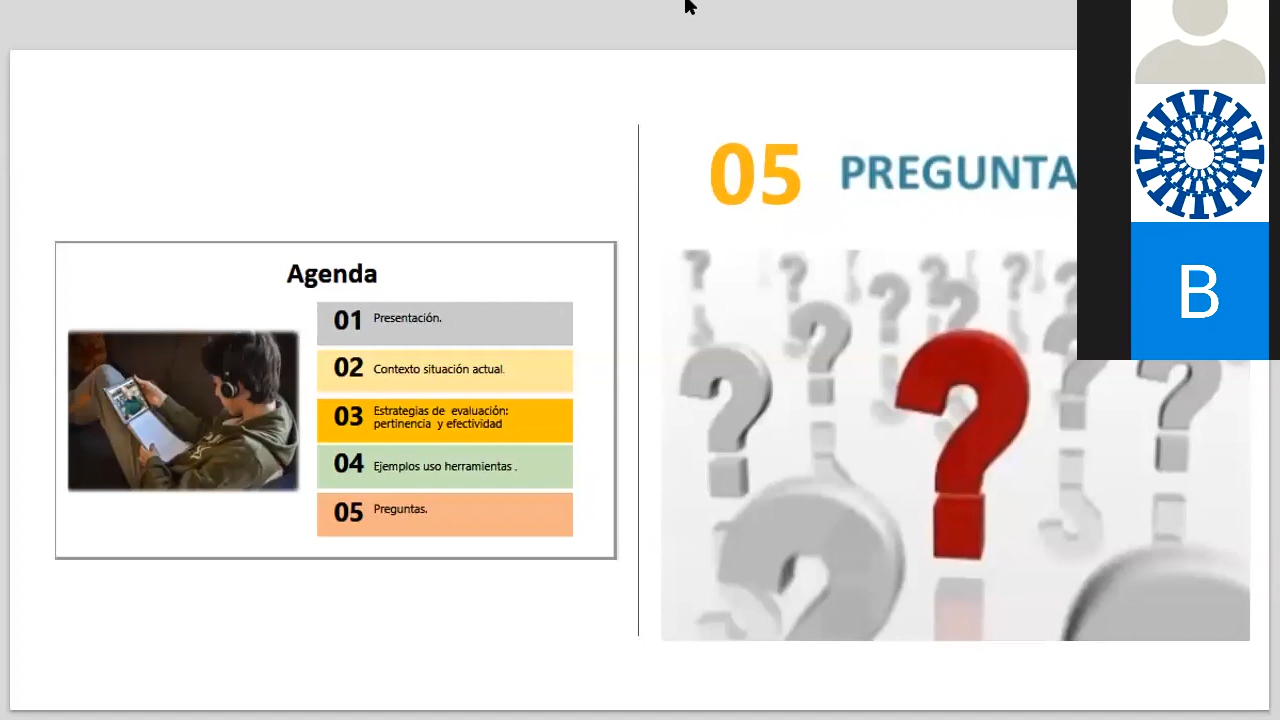 Agenda
01 Presentación.
02 Contexto situación actual.
03 Estrategias de evaluación:
pertinencia y efectividad
04 Ejemplos uso herramientas .
05 Preguntas.
05 PREGUNTA
B